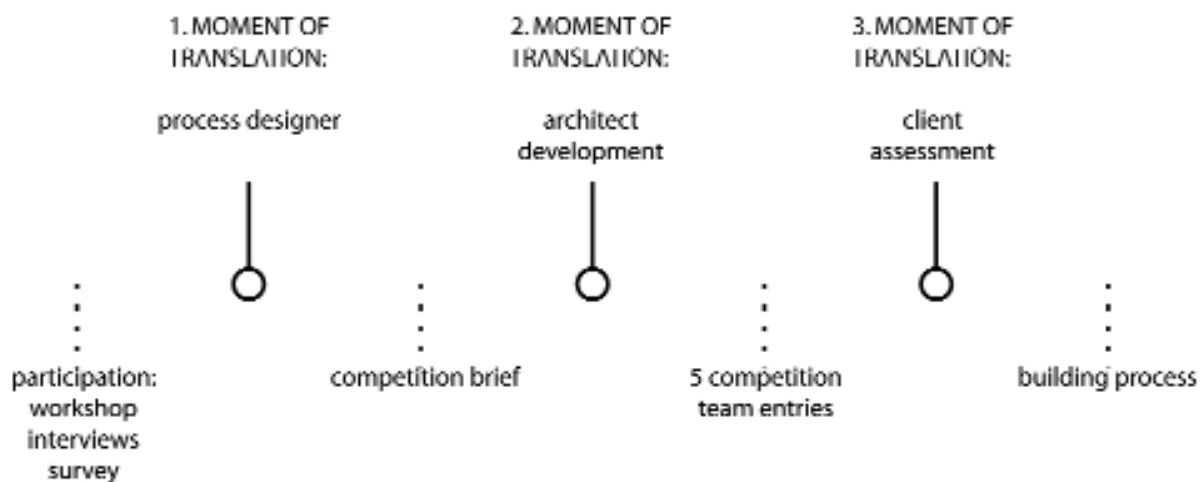 1. MOMENT OF
TRANSLATION:
process designer
2. MOMENT OF
TRANSLATION:
architect
development
3. MOMENT OF
TRANSLATION:
client
assessment
participation:
workshop
interviews
survey
competition brief
5 competition
team entries
building process